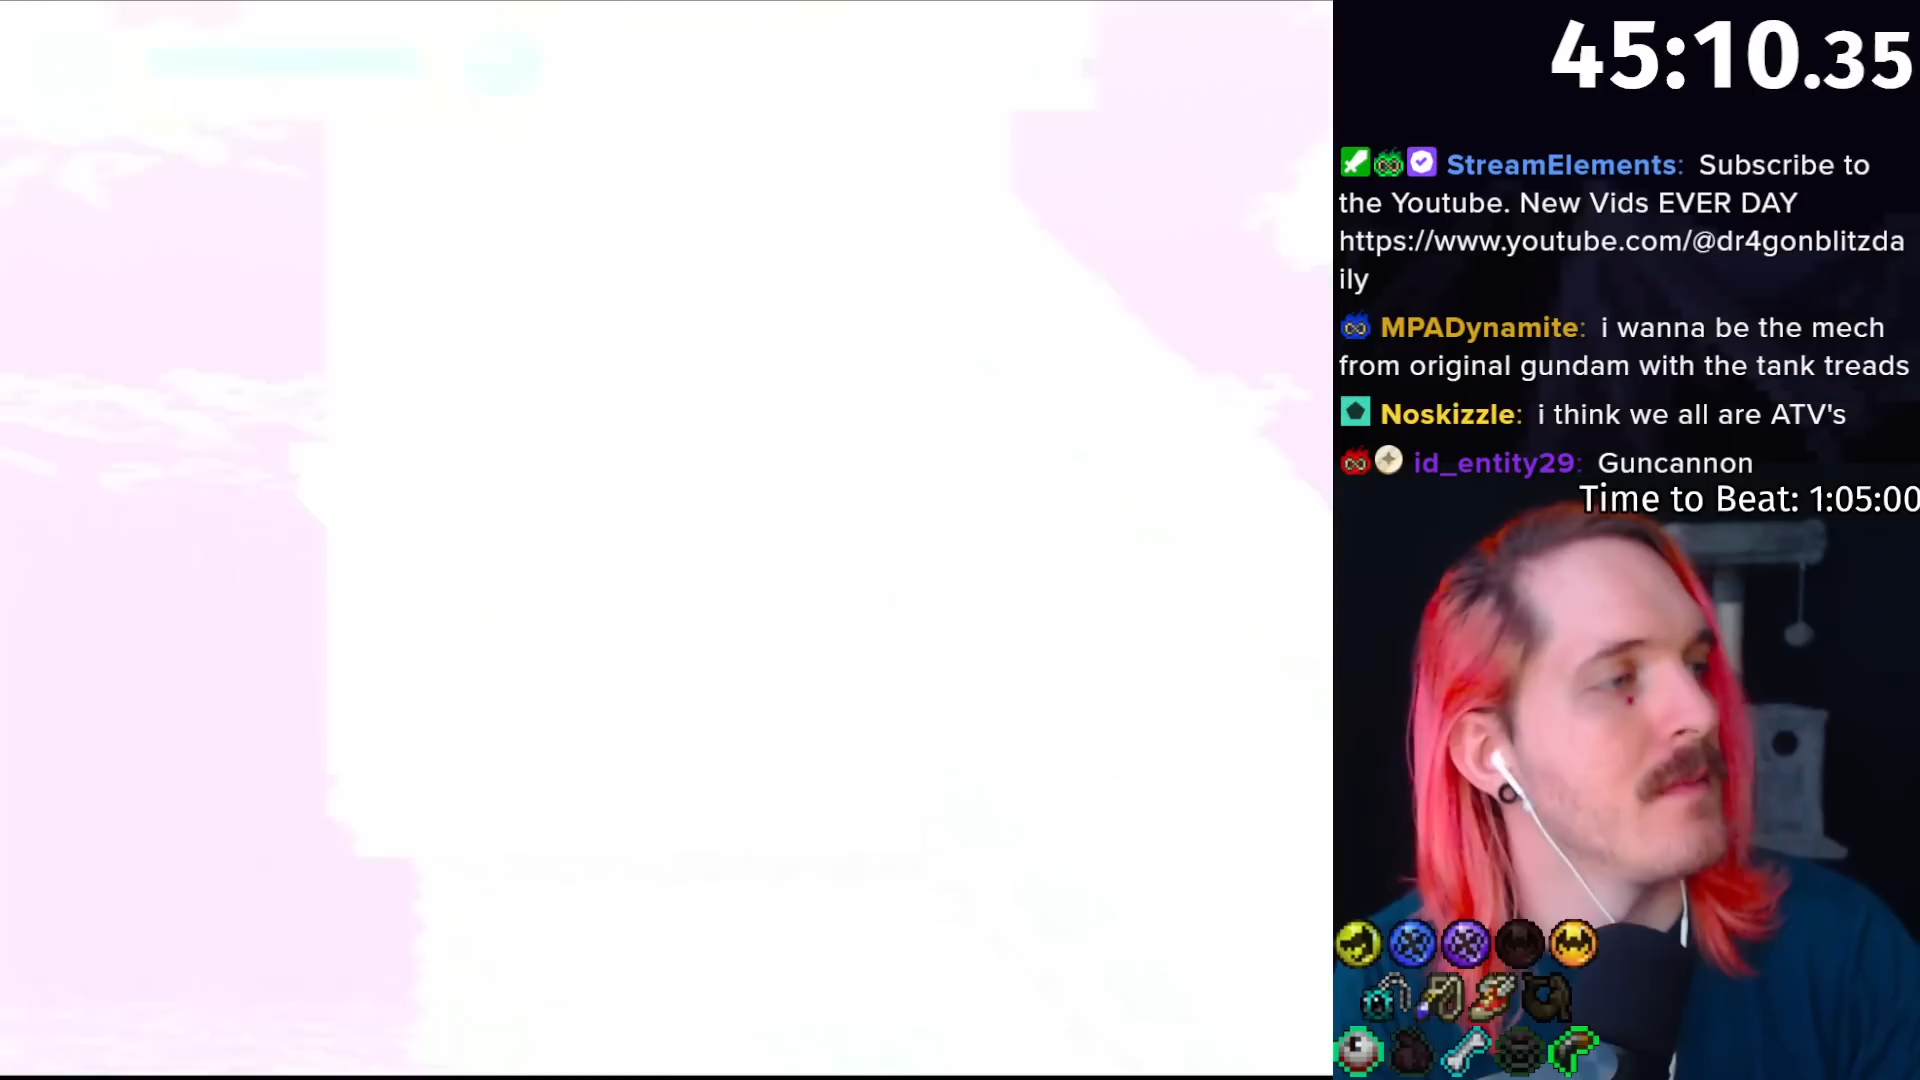 45:10.35
StreamElements: Subscribe to
the Youtube. New Vids EVER DAY
https://www.youtube.com/@dr4gonblitzda
ily
MPADynamite: i wanna be the mech
from original gundam with the tank treads
Noskizzle: i think we all are ATV's
id_entity29: Guncannon
Time to Beat: 1:05:00